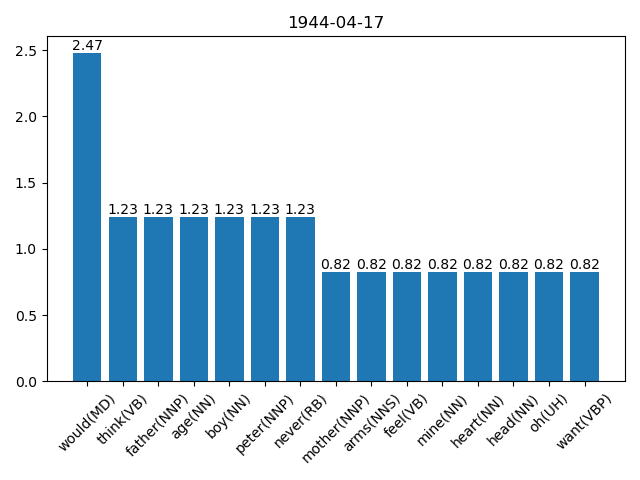 1944-04-17
2.5
2.0
1.5
1.0
0.5
0.0
2.47
1.23 1.23 1.23 1.23 1.23 1.23
0.82 0.82 0.82 0.82 0.82 0.82 0.82 0.82
would(MD)
think(VB)
father(NNP)
age(NN)
boy(NN)
peter(NNP)
never(RB)
mother(NNP)
arms(NNS)
feel(VB)
mine(NN)
heart(NN)
head(NN)
oh(UH)
want(VBP)